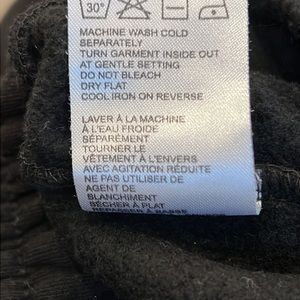 30°
MACHINE WASH COLD
SEPARATELY
TURN GARMENT INSIDE OUT
AT GENTLE SETTING
DO NOT BLEACH
DRY FLAT
COOL IRON ON REVERSE
LAVER À LA MACHINE
À L'EAU FROIDE
SÉPARÉMENT
TOURNER LE
VÊTEMENT À L'ENVERS
AVEC AGITATION RÉDUITE
NE PAS UTILISER DE
AGENT DE
BLANCHIMENT
SÉCHER À PLAT
REPASSER À BASSE